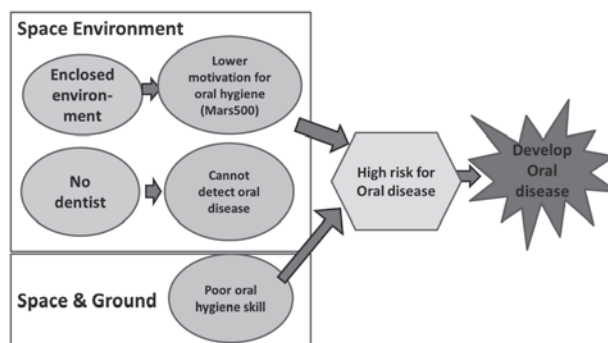 Space Environment
Enclosed
environ-
ment
Lower
motivation for
oral hygiene
(Mars500)
No
dentist
Cannot
detect oral
disease
Space & Ground
Poor oral
hygiene skill
High risk for
Oral disease
Develop
Oral
disease